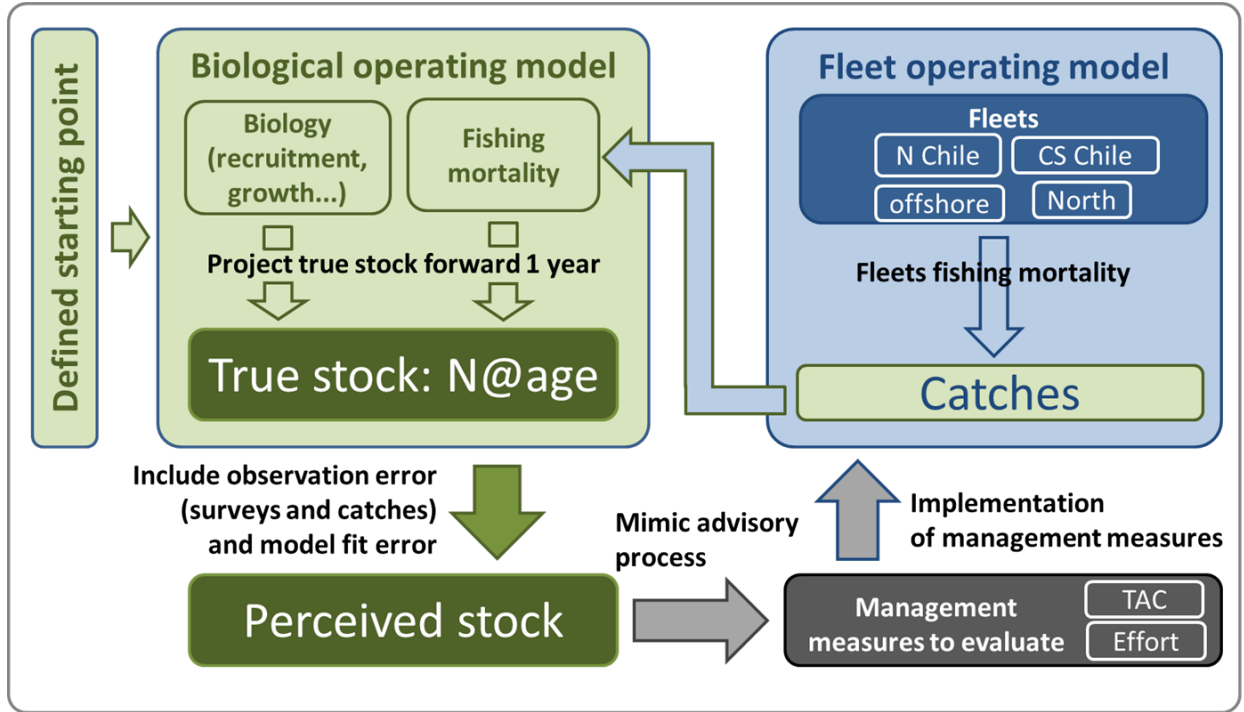 Defined starting point
Biological operating model
Biology
(recruitment,
growth...)
Fishing
mortality
Project true stock forward 1 year
True stock: N@age
Include observation error
(surveys and catches)
and model fit error
Perceived stock
Mimic advisory
process
Fleet operating model
Fleets
N Chile
CS Chile
offshore
North
Fleets fishing mortality
Catches
Implementation
of management measures
Management
measures to evaluate
TAC
Effort